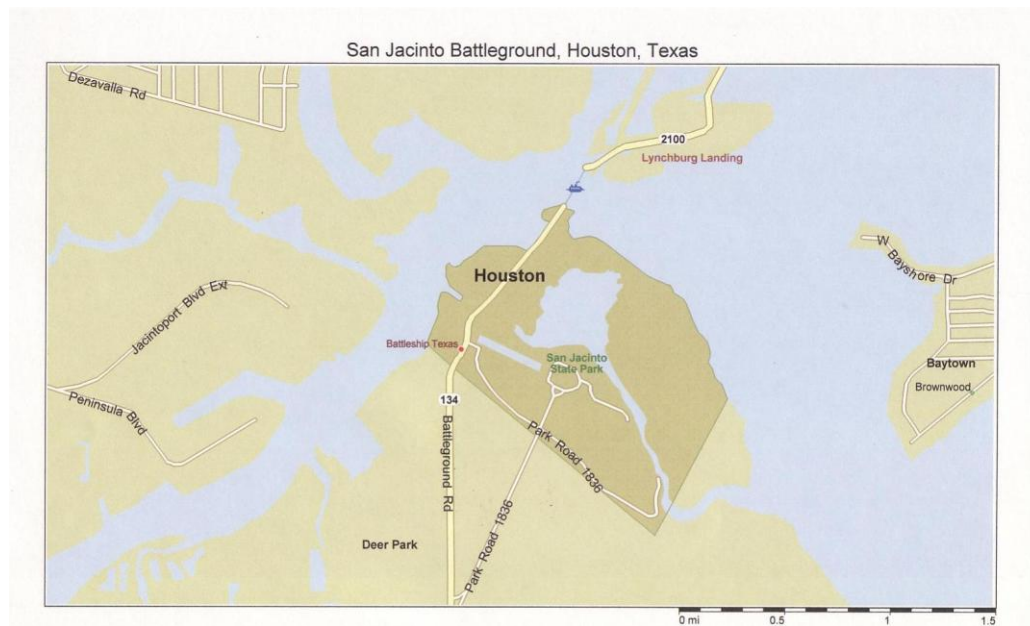 San Jacinto Battleground, Houston, Texas
Dezavalla Rd
2100
Lynchburg Landing
W Bayshore Dr
Houston
Jacintoport Blvd Ext
Battleship Texas
San Jacinto
State Park
Baytown
Brownwood
Peninsula Blvd
134
Battleground Rd
Park Road 1836
Park Road 1836
Deer Park
0 mi 0.5 1 1.5